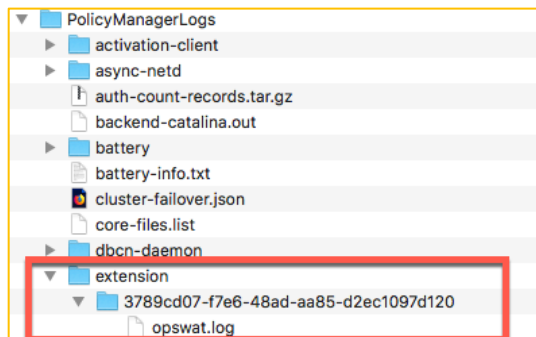 PolicyManagerLogs
activation-client
async-netd
auth-count-records.tar.gz
backend-catalina.out
battery
battery-info.txt
cluster-failover.json
core-files.list
dbcn-daemon
extension
3789cd07-f7e6-48ad-aa85-d2ec1097d120
opswat.log